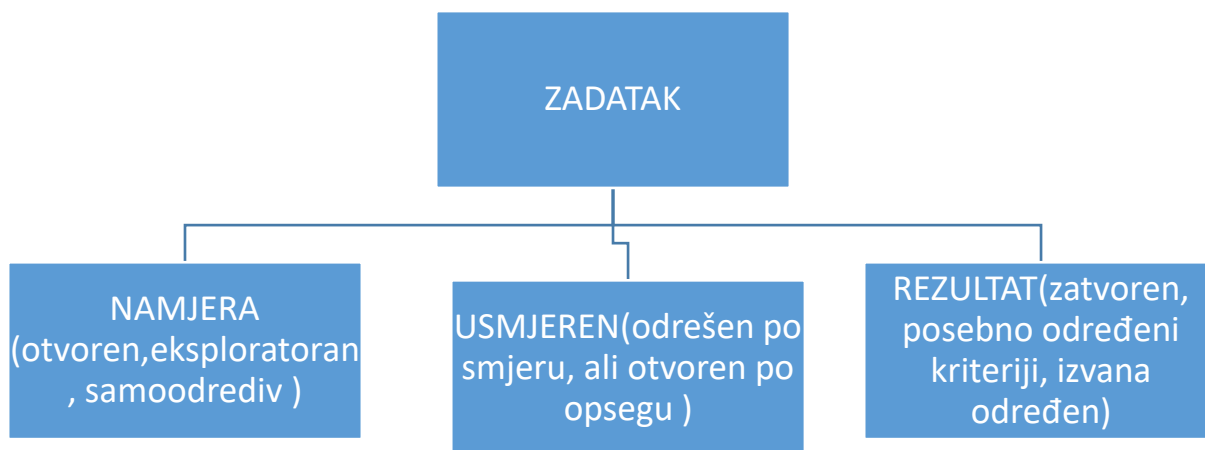 ZADATAK
NAMJERA
(otvoren,eksploratoran
, samoodrediv )
USMJEREN(odrešen po
smjeru, ali otvoren po
opsegu )
REZULTAT(zatvoren,
posebno određeni
kriteriji, izvana
određen)